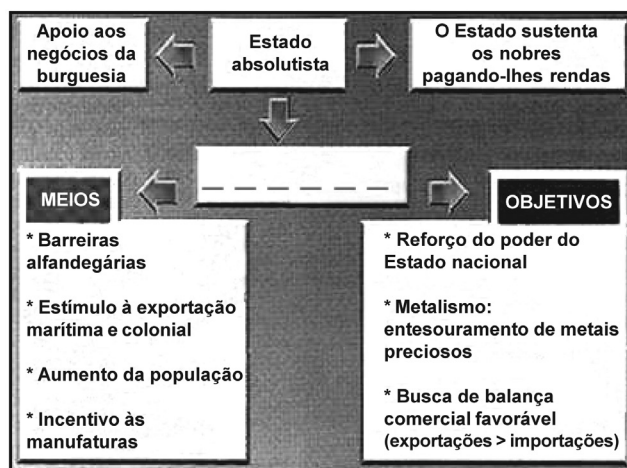 Apoio aos
negócios da
burguesia
Estado
absolutista
O Estado sustenta
os nobres
pagando-lhes rendas
_ _ _ _ _ _ _
MEIOS
* Barreiras
alfandegárias
* Estímulo à exportação
marítima e colonial
* Aumento da população
* Incentivo às
manufaturas
OBJETIVOS
* Reforço do poder do
Estado nacional
* Metalismo:
entesouramento de metais
preciosos
* Busca de balança
comercial favorável
(exportações > importações)